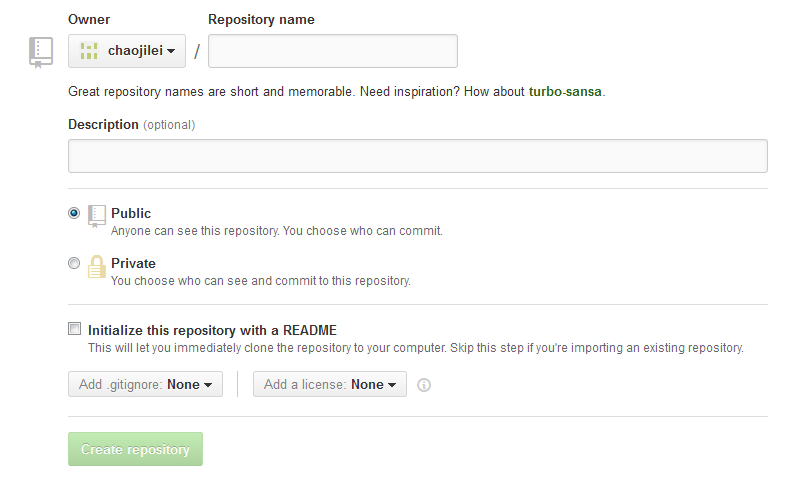 Owner Repository name
chaojilei /
Great repository names are short and memorable. Need inspiration? How about turbo-sansa.
Description (optional)
Public
Anyone can see this repository. You choose who can commit.
Private
You choose who can see and commit to this repository.
Initialize this repository with a README
This will let you immediately clone the repository to your computer. Skip this step if you're importing an existing repository.
Add .gitignore: None Add a license: None
Create repository